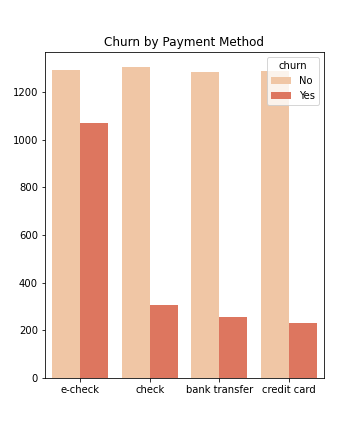 Churn by Payment Method
churn
No
Yes
1200
1000
800
600
400
200
0
e-check check bank transfer credit card